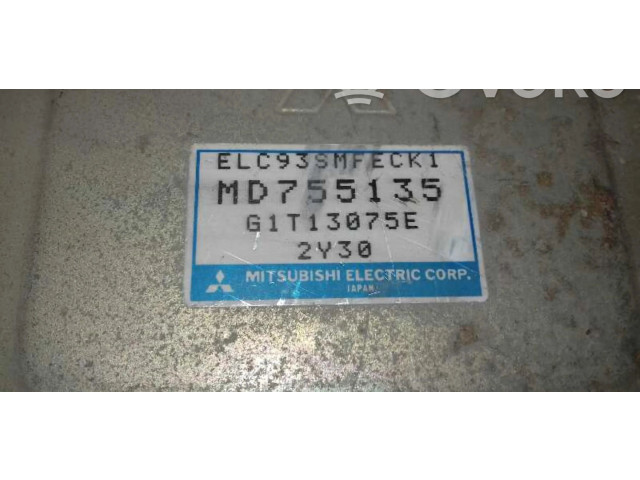 ELC93SMFECK1
MD755135
G1T13075E
2Y30
MITSUBISHI ELECTRIC CORP.
(JAPAN)